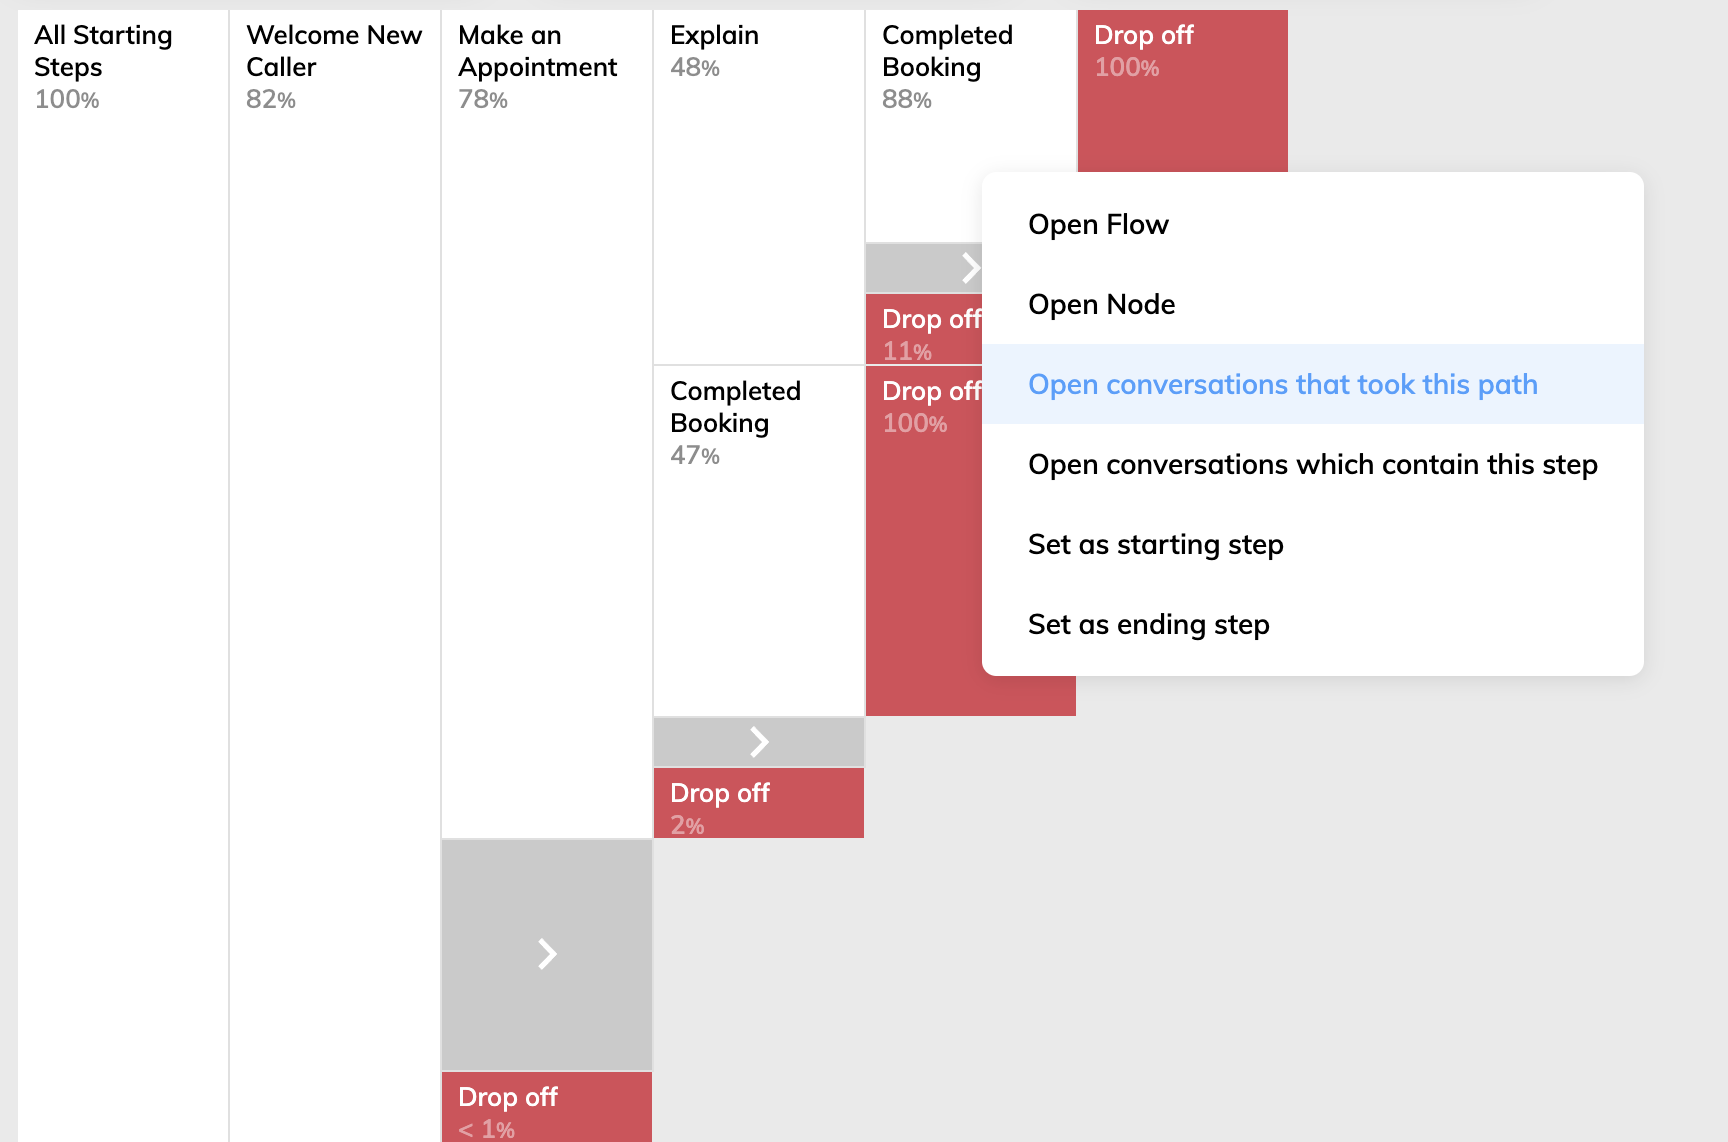 All Starting
Steps
100%
Welcome New
Caller
82%
Make an
Appointment
78%
Explain
48%
Completed
Booking
88%
Drop off
100%
Drop off
11%
Completed
Booking
47%
Drop off
100%
Drop off
2%
Drop off
< 1%
Open Flow
Open Node
Open conversations that took this path
Open conversations which contain this step
Set as starting step
Set as ending step